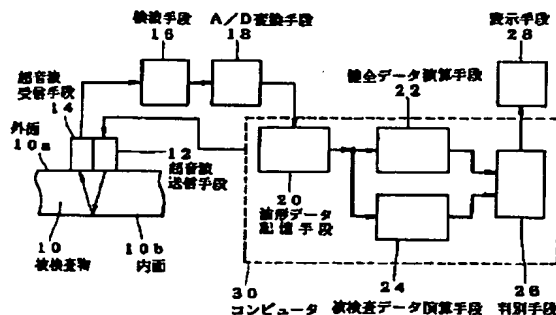 検波手段
16
A/D変換手段
18
表示手段
28
超音波
受信手段
14
健全データ演算手段
22
外面
10a
12
超音波
送信手段
20
波形データ
記憶手段
10
被検査物
10b
内面
30
コンピュータ
24
被検査データ演算手段
26
判別手段